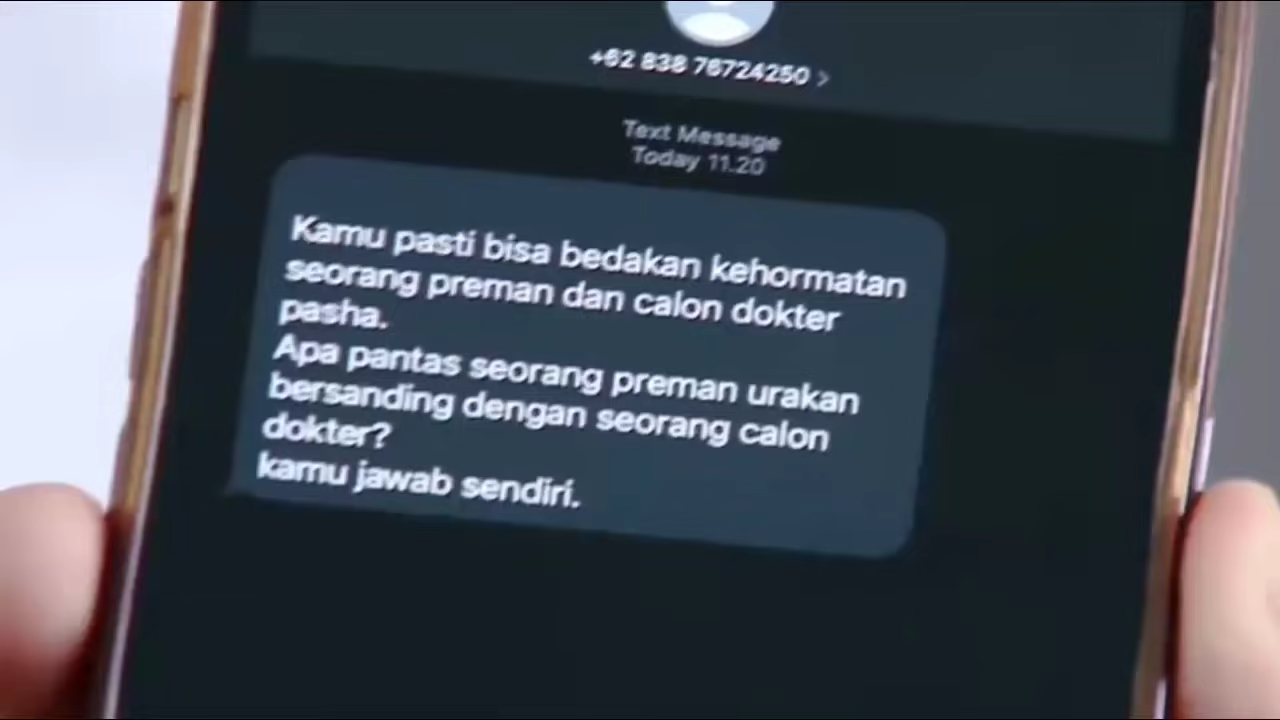 +62 838 76724250 >
Text Message
Today 11.20
Kamu pasti bisa bedakan kehormatan
seorang preman dan calon dokter
pasha.
Apa pantas seorang preman urakan
bersanding dengan seorang calon
dokter?
kamu jawab sendiri.